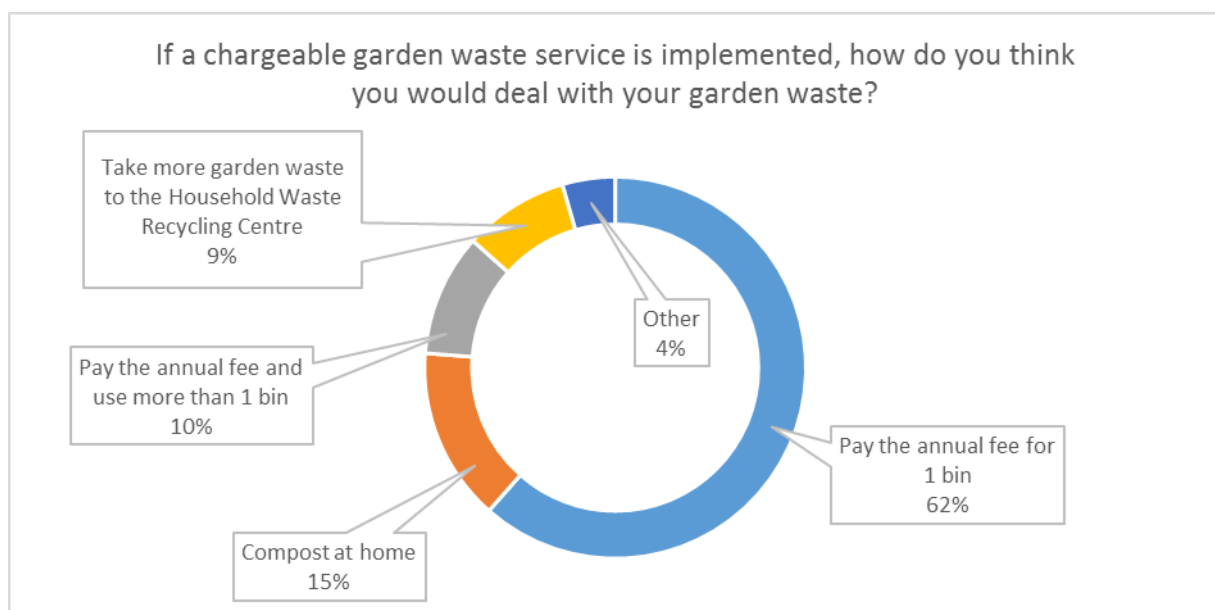 If a chargeable garden waste service is implemented, how do you think
you would deal with your garden waste?
Take more garden waste
to the Household Waste
Recycling Centre
9%
Other
4%
Pay the annual fee and
use more than 1 bin
10%
Pay the annual fee for
1 bin
62%
Compost at home
15%